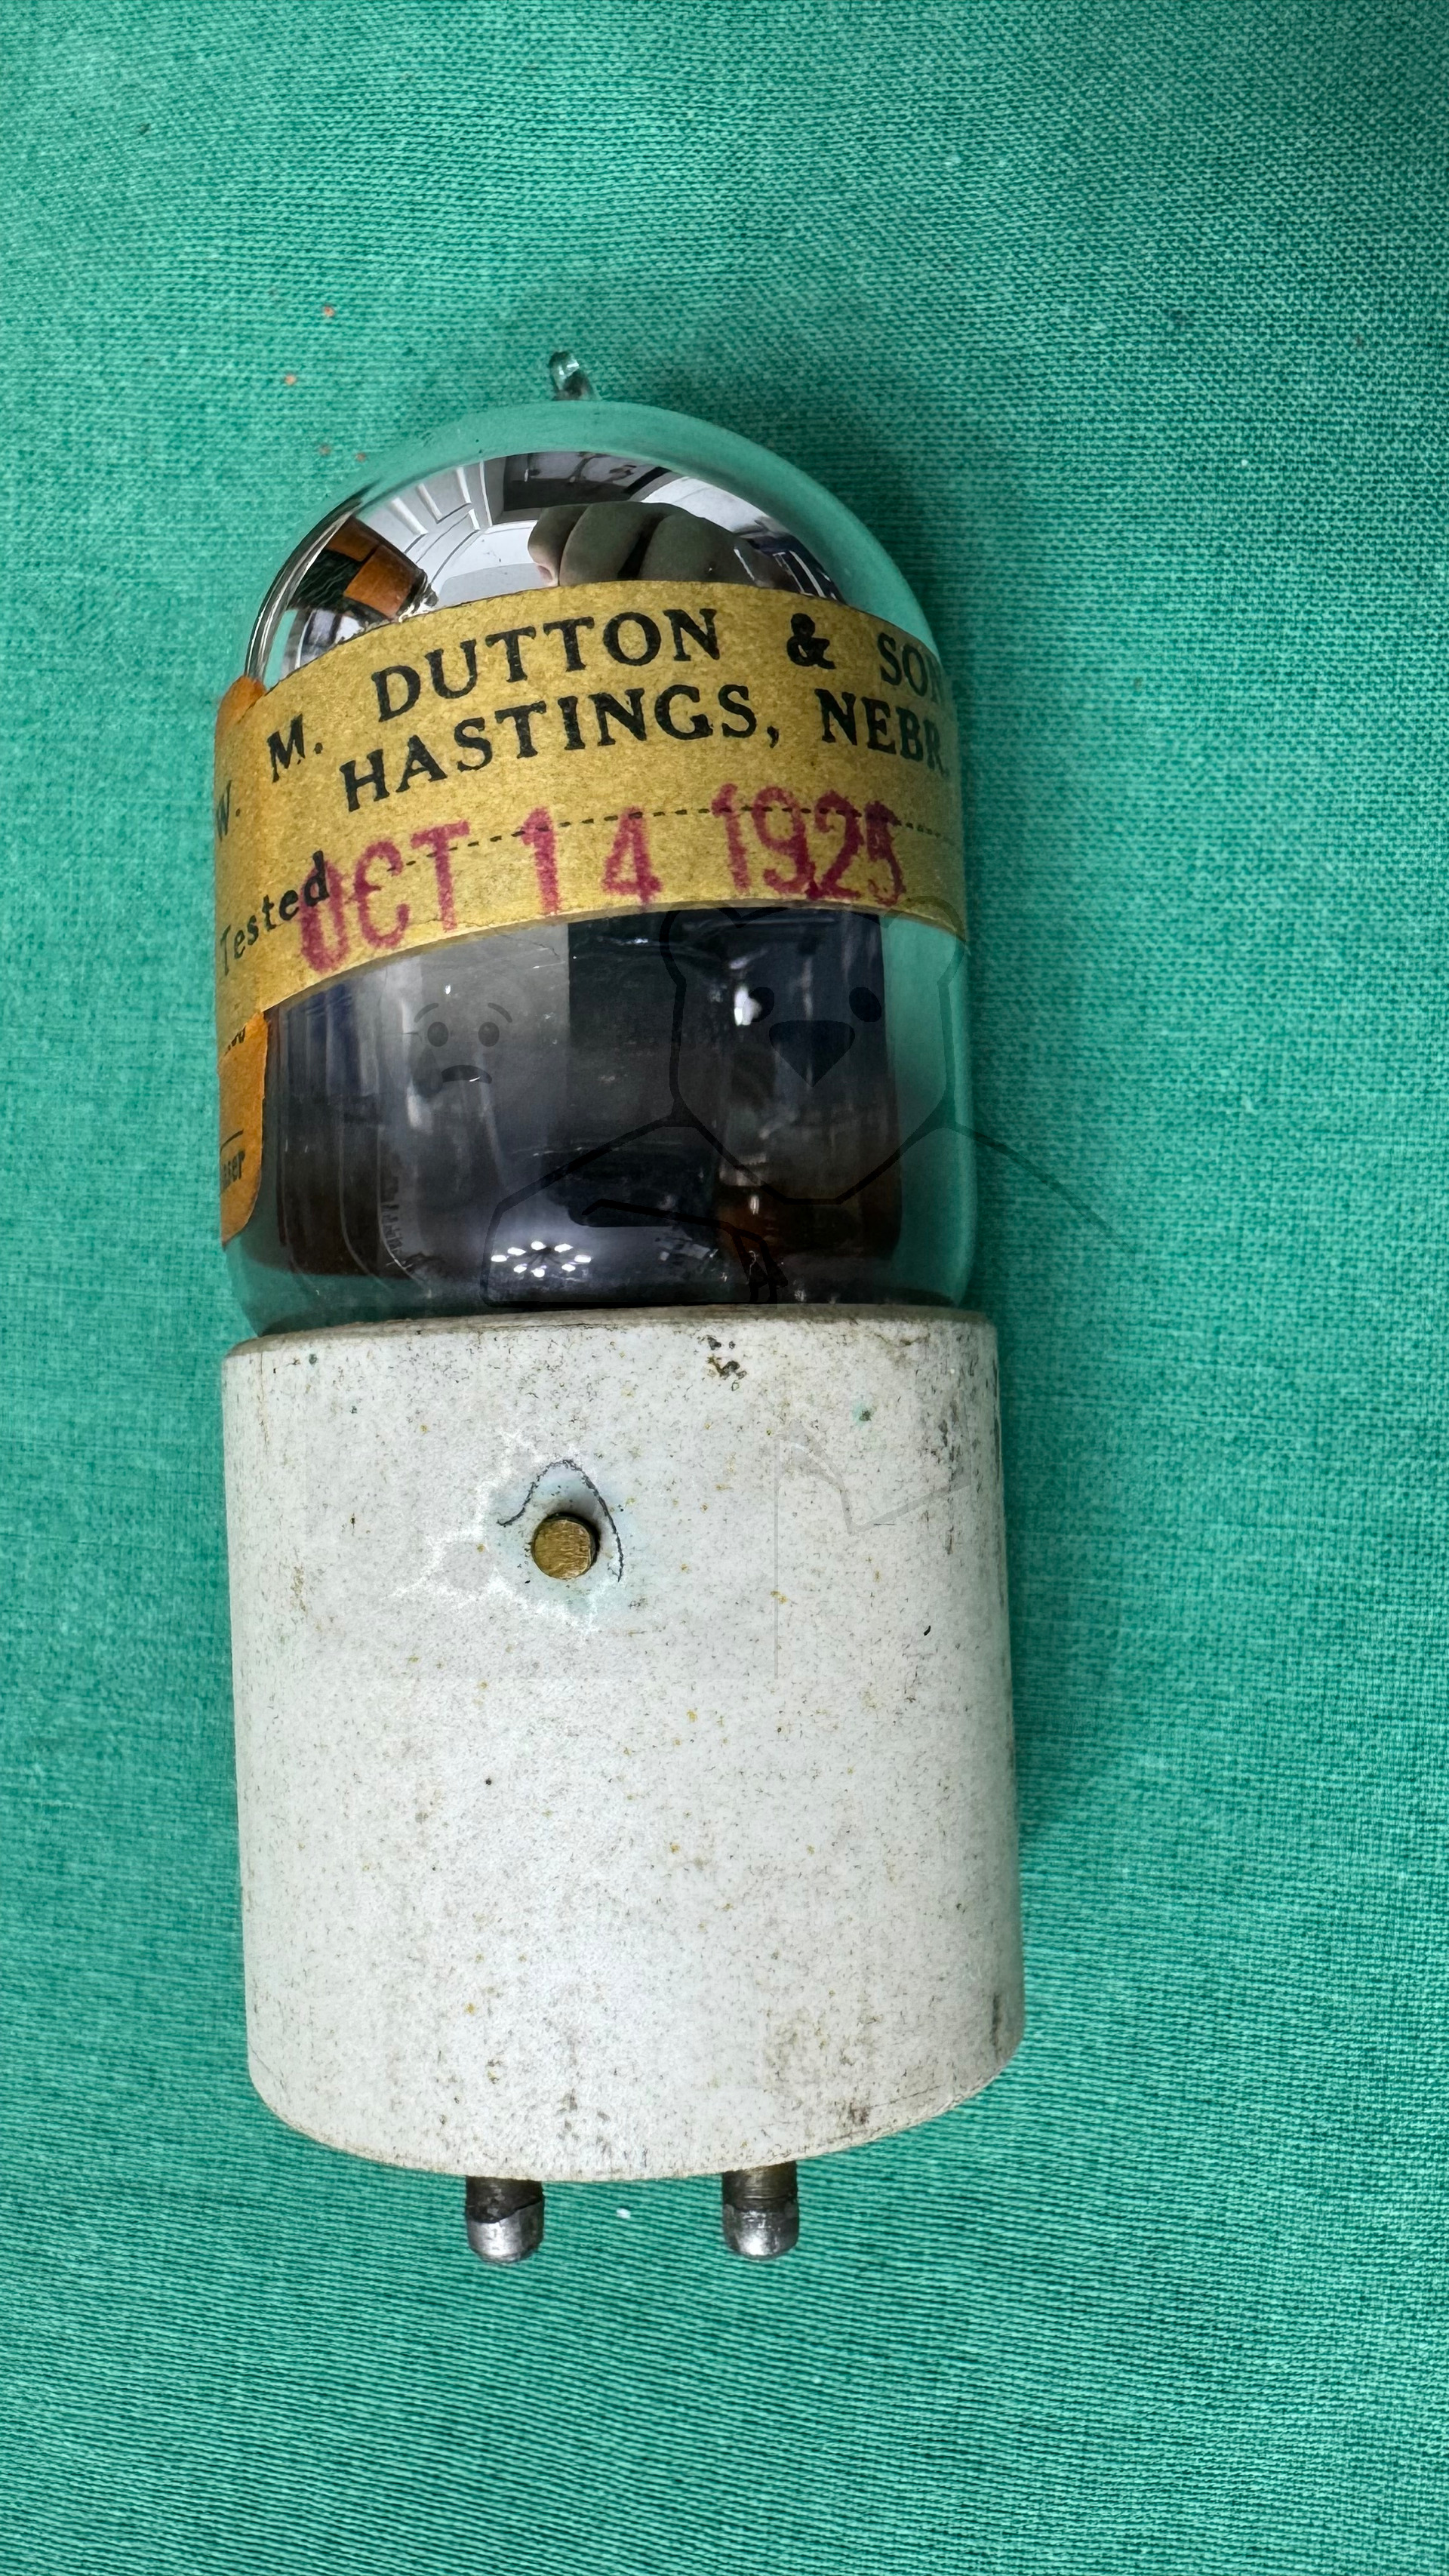 W. M. DUTTON & SON
HASTINGS, NEBR.
Tested OCT 14 1925